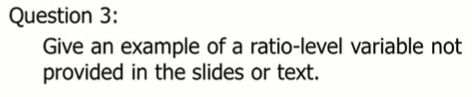 Question 3:
Give an example of a ratio-level variable not
provided in the slides or text.